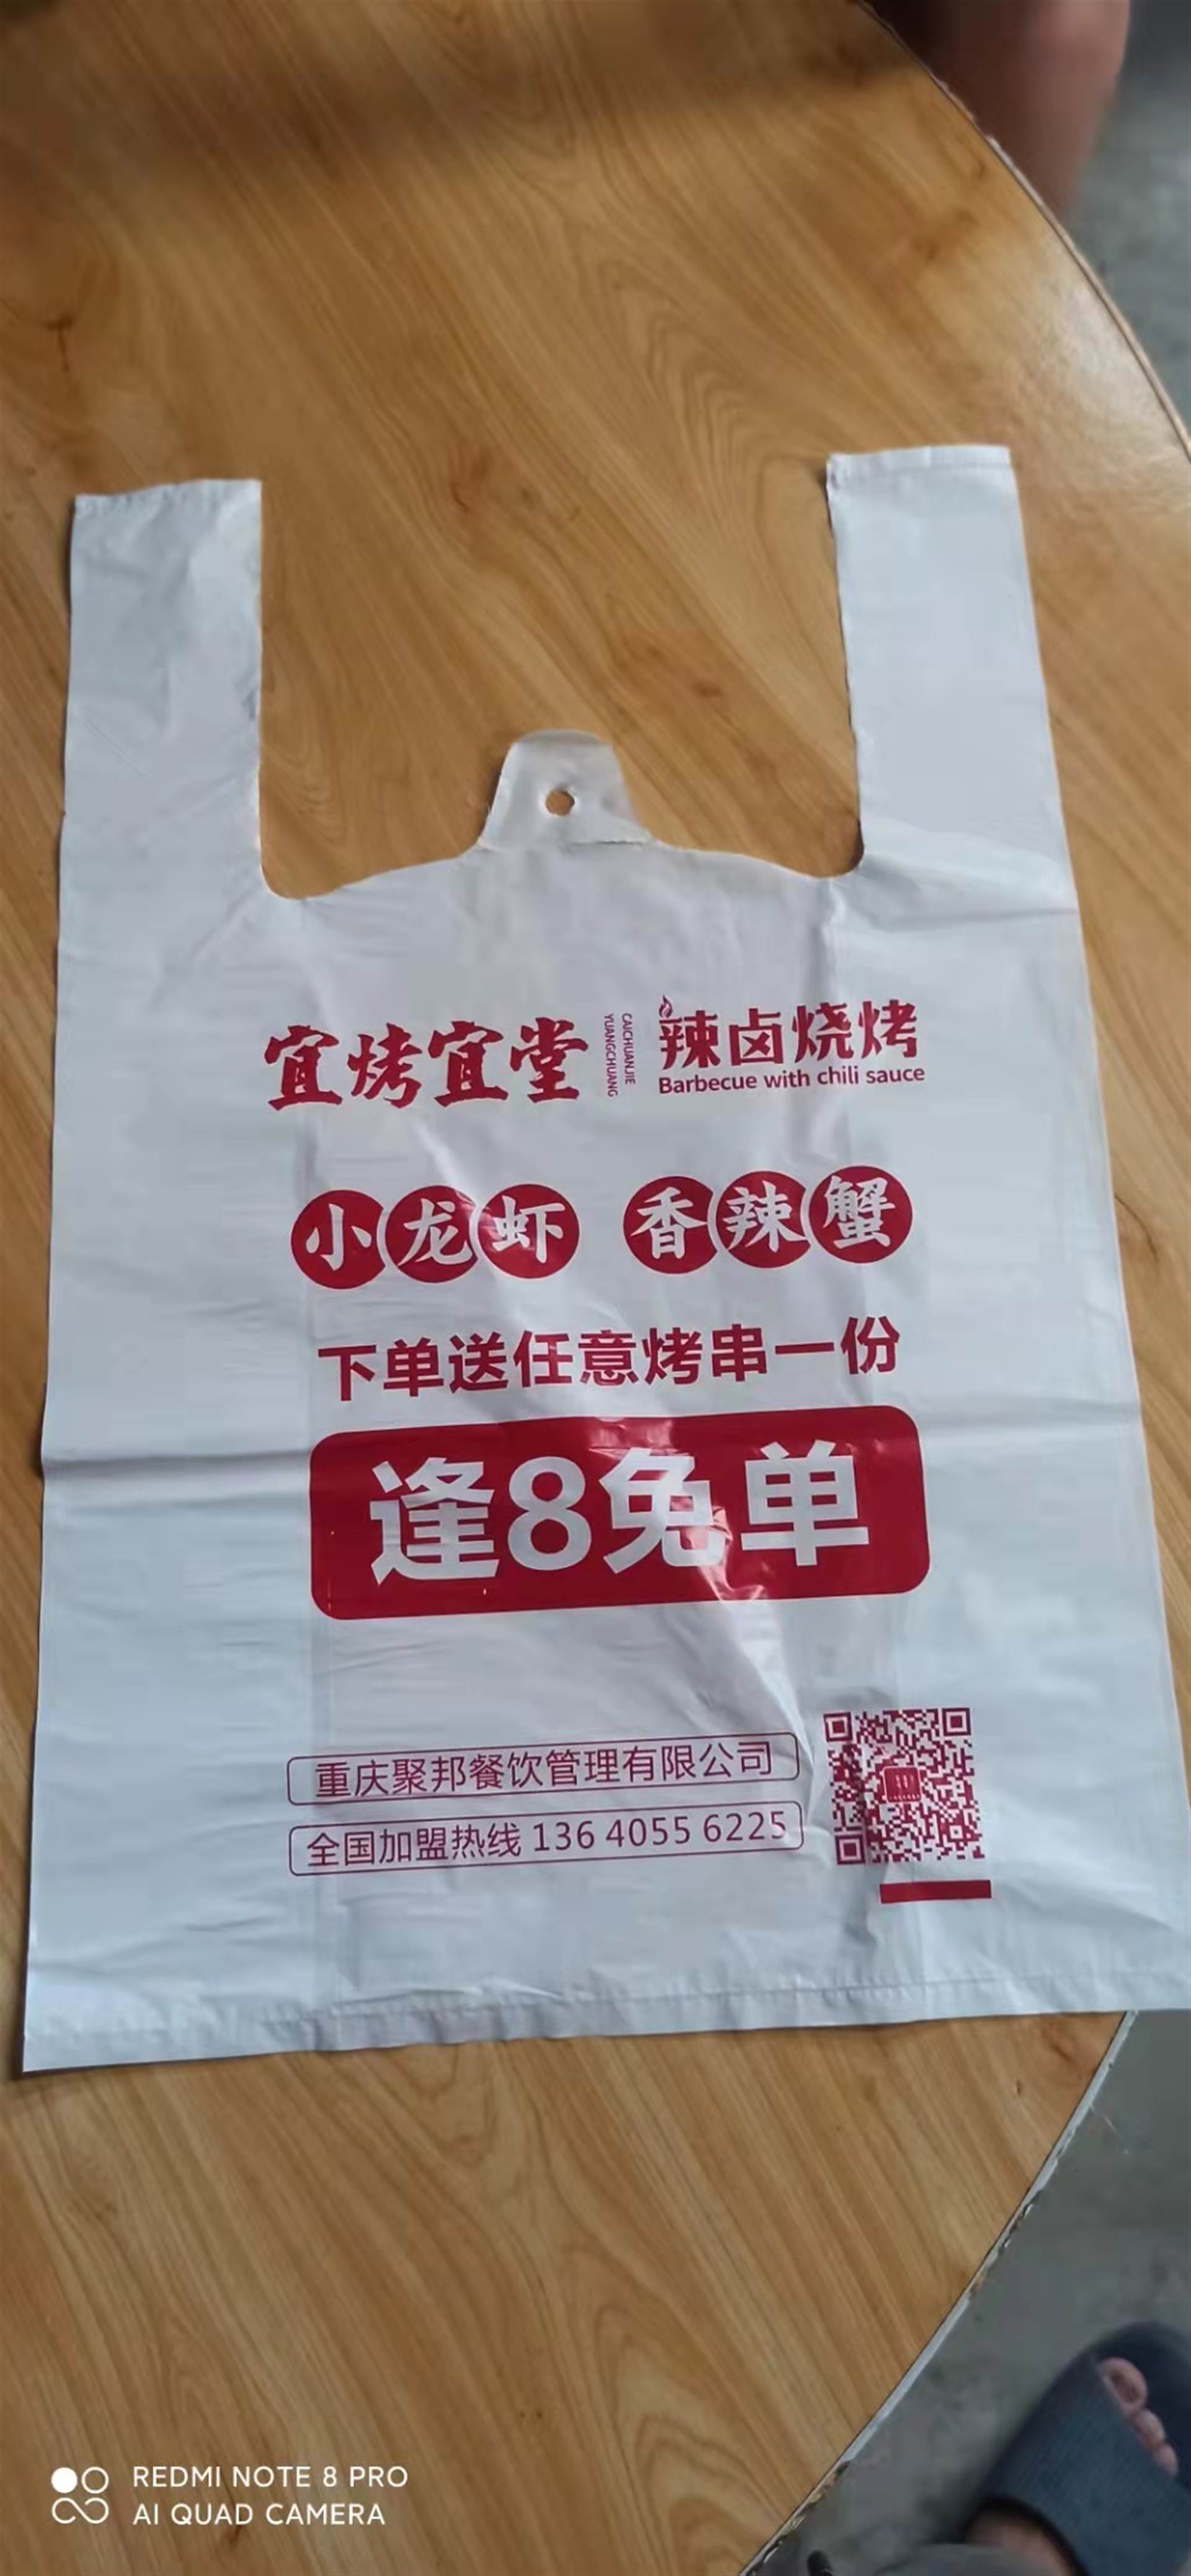 宜烤宜堂
CAICHUANJIE
YUANGCHUANG
辣卤烧烤
Barbecue with chili sauce
小龙虾 香辣蟹
下单送任意烤串一份
逢8免单
重庆聚邦餐饮管理有限公司
全国加盟热线 136 4055 6225
REDMI NOTE 8 PRO
AI QUAD CAMERA